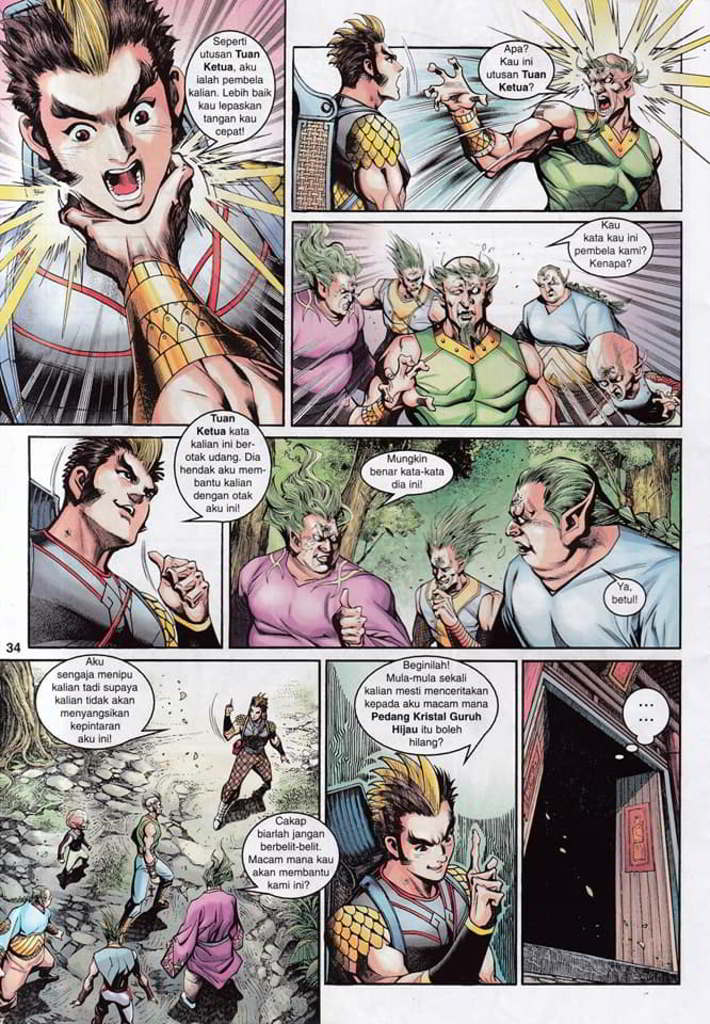 Seperti
utusan Tuan
Ketua, aku
ialah pembela
kalian. Lebih baik
kau lepaskan
tangan kau
cepat!
Apa?
Kau ini
utusan Tuan
Ketua?
Kau
kata kau ini
pembela kami?
Kenapa?
Tuan
Ketua kata
kalian ini ber-
otak udang. Dia
hendak aku mem-
bantu kalian
dengan otak
aku ini!
Mungkin
benar kata-kata
dia ini!
Ya,
betul!
34
Aku
sengaja menipu
kalian tadi supaya
kalian tidak akan
menyangsikan
kepintaran
aku ini!
Cakap
biarlah jangan
berbelit-belit.
Macam mana kau
akan membantu
kami ini?
Beginilah!
Mula-mula sekali
kalian mesti menceritakan
kepada aku macam mana
Pedang Kristal Guruh
Hijau itu boleh
hilang?
...
...